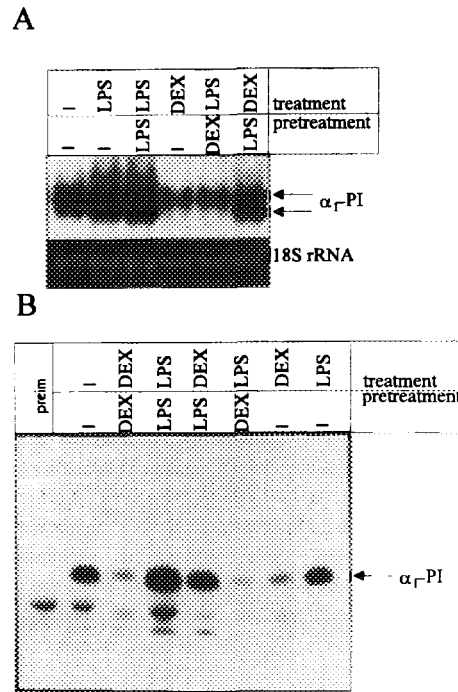 A
– LPS LPS DEX LPS DEX treatment
– – LPS – DEX LPS pretreatment
α₁-PI
18S rRNA
B
preim – DEX LPS DEX LPS DEX LPS treatment
– DEX LPS LPS DEX – – pretreatment
α₁-PI